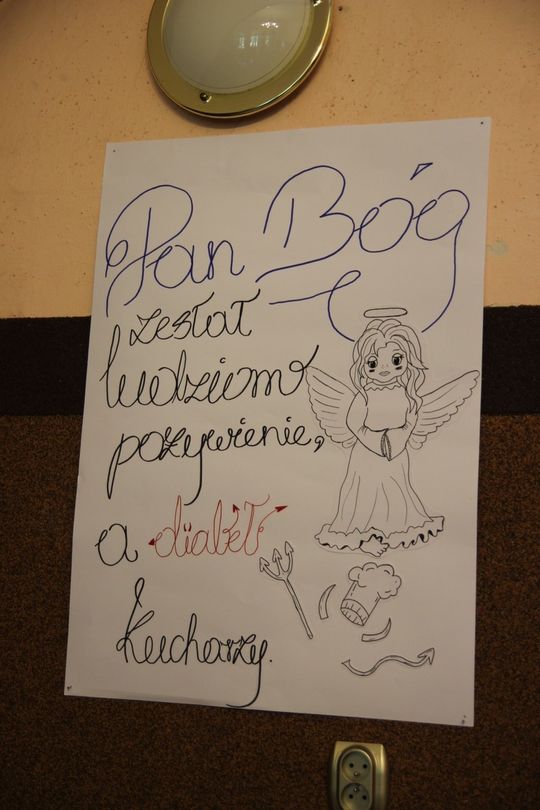 Pan Bóg
zesłał
ludziom
pożywienie,
a diabeł
kucharzy.